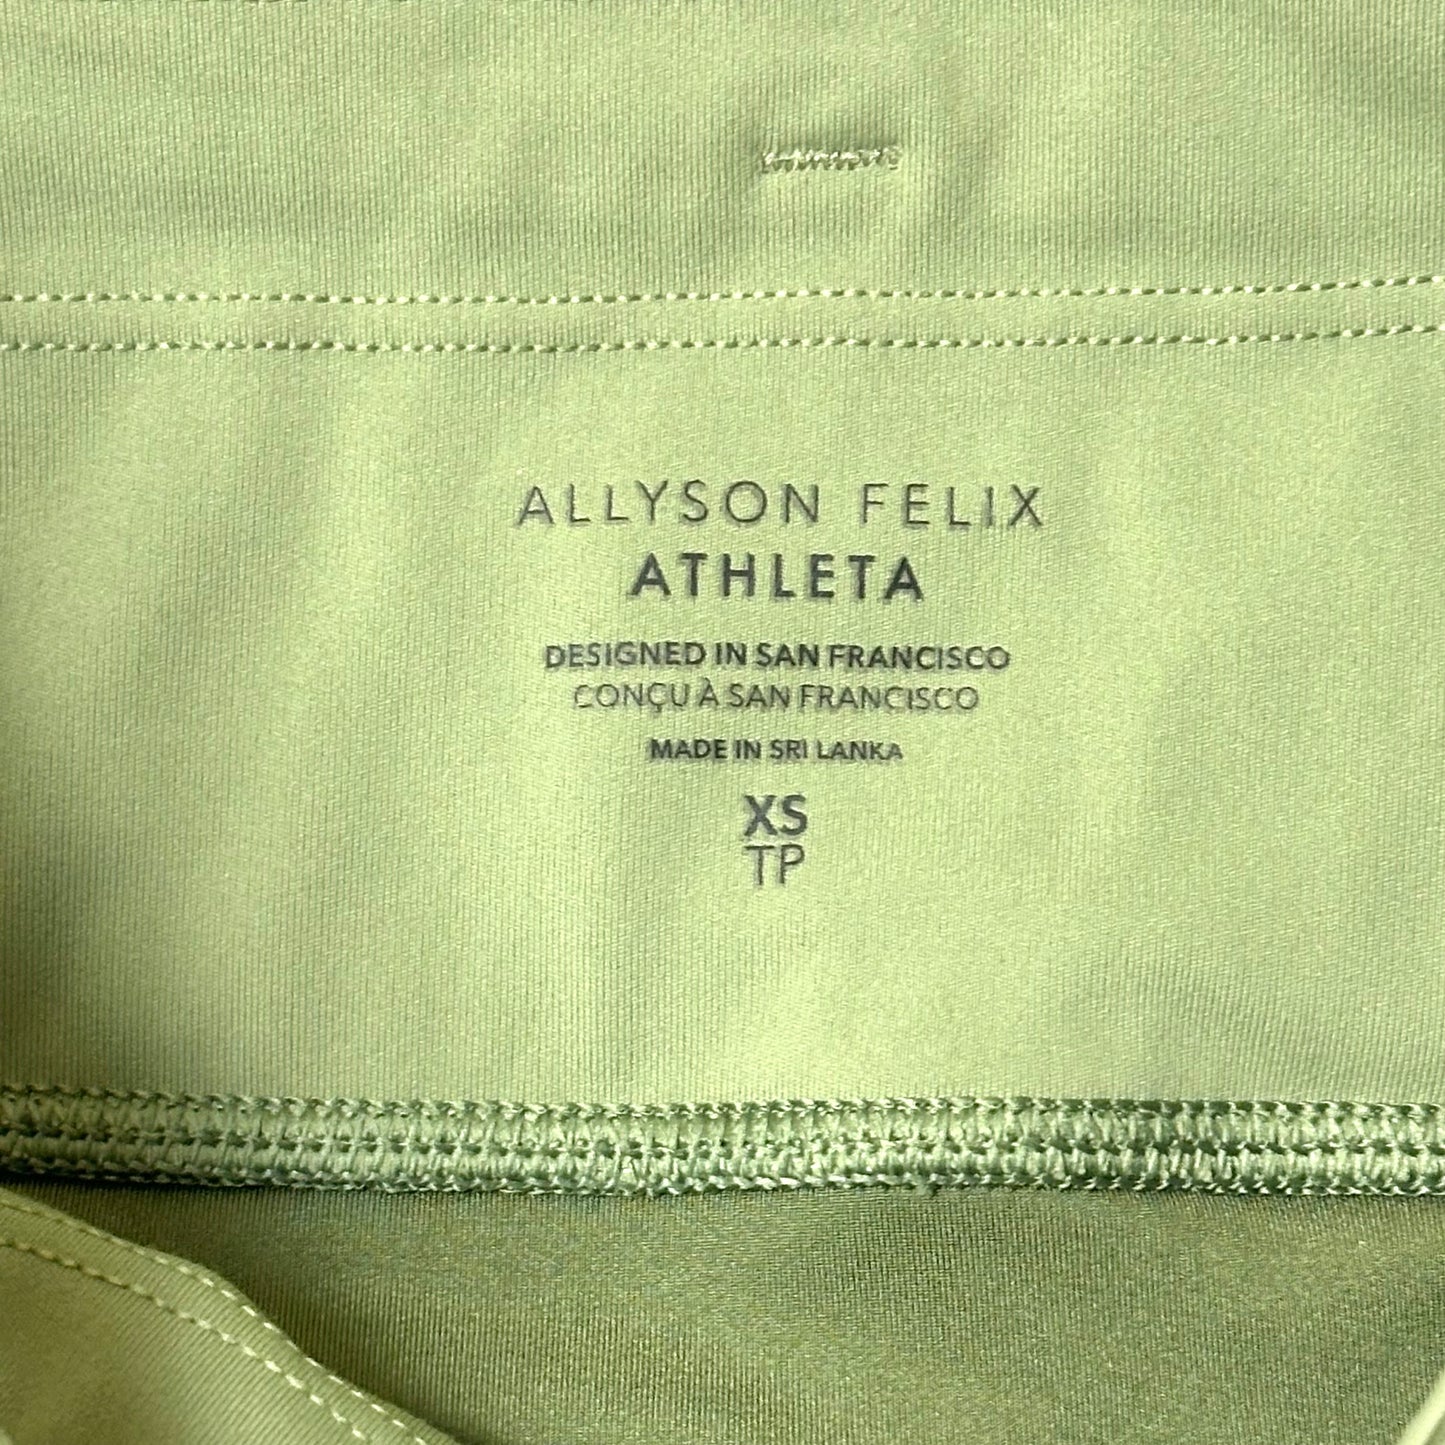 ALLYSON FELIX
ATHLETA
DESIGNED IN SAN FRANCISCO
CONÇU À SAN FRANCISCO
MADE IN SRI LANKA
XS
TP